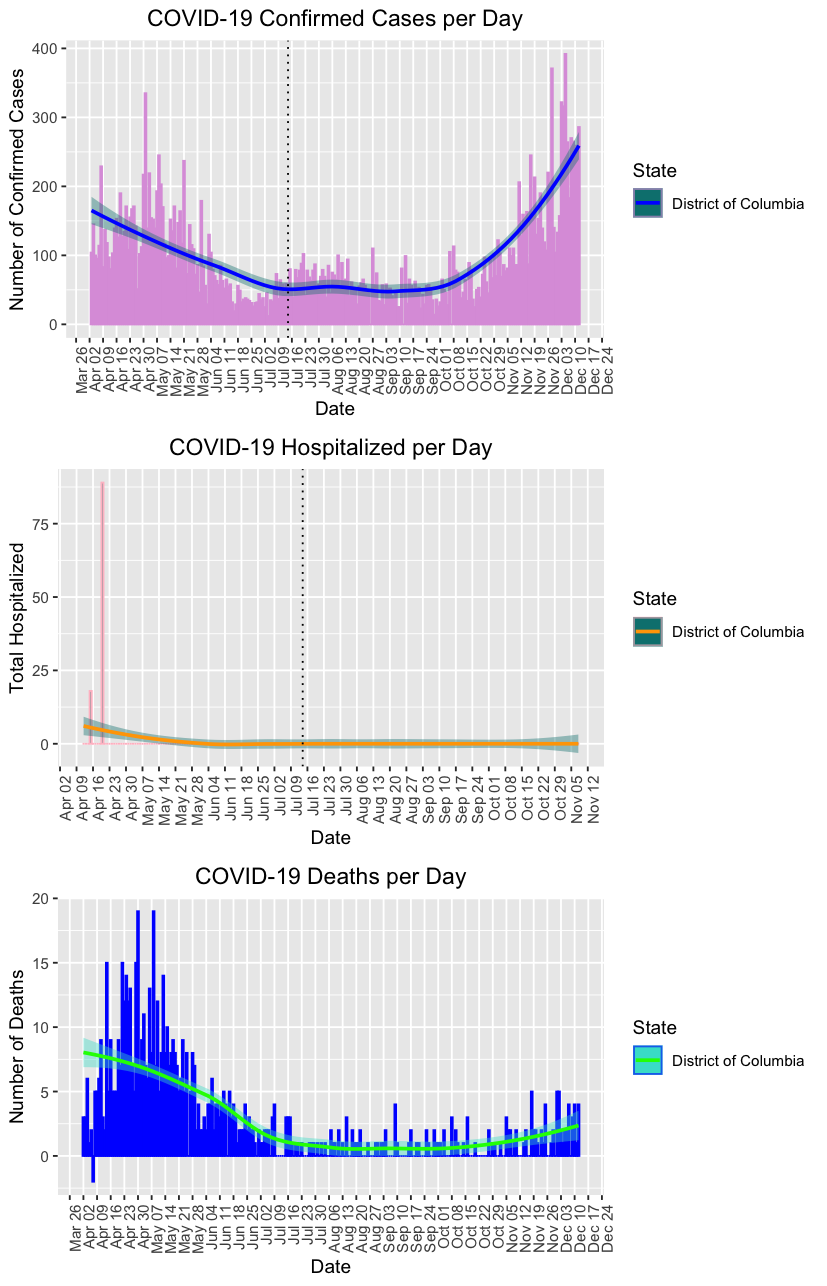 COVID-19 Confirmed Cases per Day
Number of Confirmed Cases
400
300
200
100
0
Mar 26
Apr 02
Apr 09
Apr 16
Apr 23
Apr 30
May 07
May 14
May 21
May 28
Jun 04
Jun 11
Jun 18
Jun 25
Jul 02
Jul 09
Jul 16
Jul 23
Jul 30
Aug 06
Aug 13
Aug 20
Aug 27
Sep 03
Sep 10
Sep 17
Sep 24
Oct 01
Oct 08
Oct 15
Oct 22
Oct 29
Nov 05
Nov 12
Nov 19
Nov 26
Dec 03
Dec 10
Dec 17
Dec 24
Date
State
District of Columbia
COVID-19 Hospitalized per Day
Total Hospitalized
75
50
25
0
Apr 02
Apr 09
Apr 16
Apr 23
Apr 30
May 07
May 14
May 21
May 28
Jun 04
Jun 11
Jun 18
Jun 25
Jul 02
Jul 09
Jul 16
Jul 23
Jul 30
Aug 06
Aug 13
Aug 20
Aug 27
Sep 03
Sep 10
Sep 17
Sep 24
Oct 01
Oct 08
Oct 15
Oct 22
Oct 29
Nov 05
Nov 12
Date
State
District of Columbia
COVID-19 Deaths per Day
Number of Deaths
20
15
10
5
0
Mar 26
Apr 02
Apr 09
Apr 16
Apr 23
Apr 30
May 07
May 14
May 21
May 28
Jun 04
Jun 11
Jun 18
Jun 25
Jul 02
Jul 09
Jul 16
Jul 23
Jul 30
Aug 06
Aug 13
Aug 20
Aug 27
Sep 03
Sep 10
Sep 17
Sep 24
Oct 01
Oct 08
Oct 15
Oct 22
Oct 29
Nov 05
Nov 12
Nov 19
Nov 26
Dec 03
Dec 10
Dec 17
Dec 24
Date
State
District of Columbia